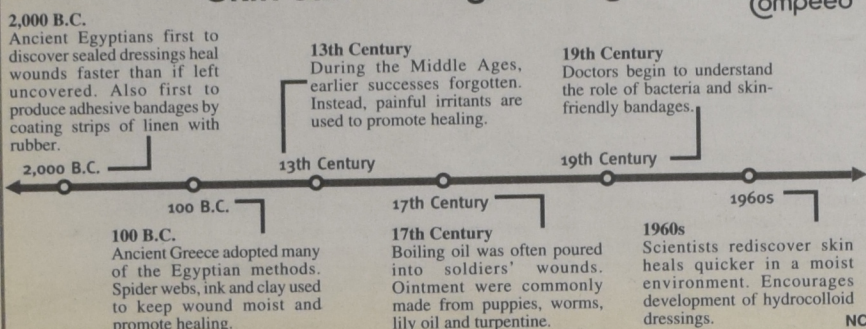 Compeed
2,000 B.C.
Ancient Egyptians first to
discover sealed dressings heal
wounds faster than if left
uncovered. Also first to
produce adhesive bandages by
coating strips of linen with
rubber.
2,000 B.C.
100 B.C.
100 B.C.
Ancient Greece adopted many
of the Egyptian methods.
Spider webs, ink and clay used
to keep wound moist and
promote healing.
13th Century
During the Middle Ages,
earlier successes forgotten.
Instead, painful irritants are
used to promote healing.
13th Century
17th Century
17th Century
Boiling oil was often poured
into soldiers' wounds.
Ointment were commonly
made from puppies, worms,
lily oil and turpentine.
19th Century
Doctors begin to understand
the role of bacteria and skin-
friendly bandages.
19th Century
1960s
1960s
Scientists rediscover skin
heals quicker in a moist
environment. Encourages
development of hydrocolloid
dressings.